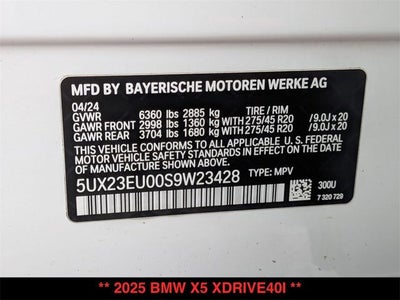 MFD BY BAYERISCHE MOTOREN WERKE AG
04/24
GVWR 6360 lbs 2885 kg TIRE / RIM
GAWR FRONT 2998 lbs 1360 kg WITH 275/45 R20 / 9.0J x 20
GAWR REAR 3704 lbs 1680 kg WITH 275/45 R20 / 9.0J x 20
THIS VEHICLE CONFORMS TO ALL APPLICABLE U.S. FEDERAL
MOTOR VEHICLE SAFETY STANDARDS IN EFFECT ON THE DATE
OF MANUFACTURE SHOWN ABOVE.
5UX23EU00S9W23428 TYPE: MPV
300U
7 320 729
** 2025 BMW X5 XDRIVE40I **